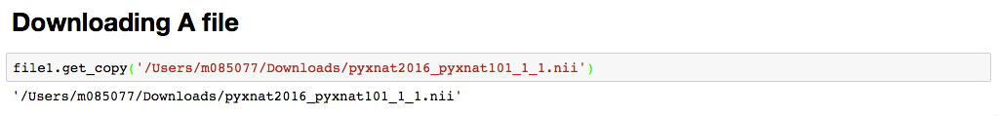 Downloading A file
file1.get_copy('/Users/m085077/Downloads/pyxnat2016_pyxnat101_1_1.nii')
'/Users/m085077/Downloads/pyxnat2016_pyxnat101_1_1.nii'